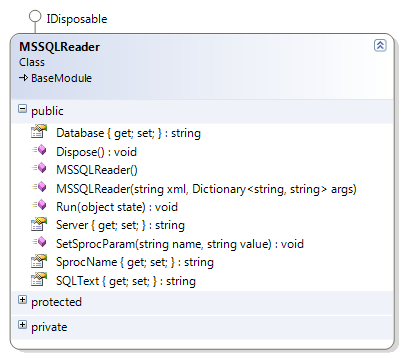 IDisposable
MSSQLReader
Class
BaseModule
public
Database { get; set; } : string
Dispose() : void
MSSQLReader()
MSSQLReader(string xml, Dictionary<string, string> args)
Run(object state) : void
Server { get; set; } : string
SetSprocParam(string name, string value) : void
SprocName { get; set; } : string
SQLText { get; set; } : string
protected
private